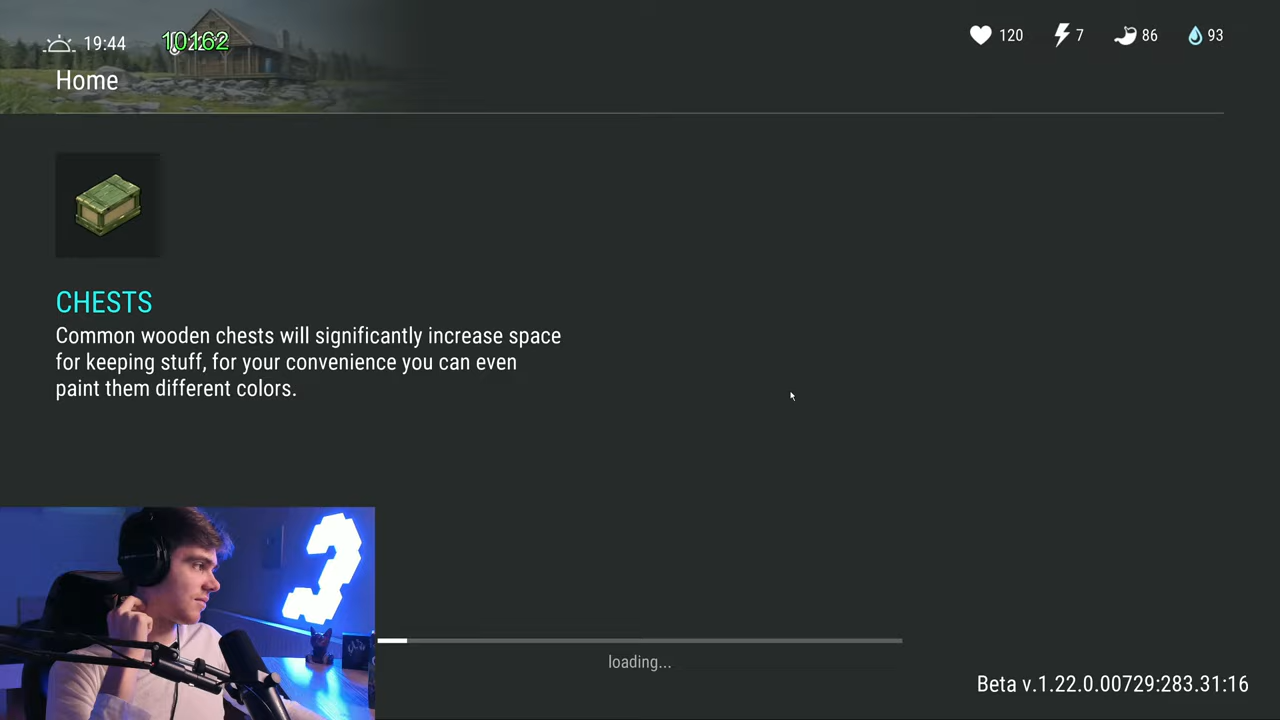 19:44
10162
120
7
86
93
Home
CHESTS
Common wooden chests will significantly increase space
for keeping stuff, for your convenience you can even
paint them different colors.
loading...
Beta v.1.22.0.00729:283.31:16